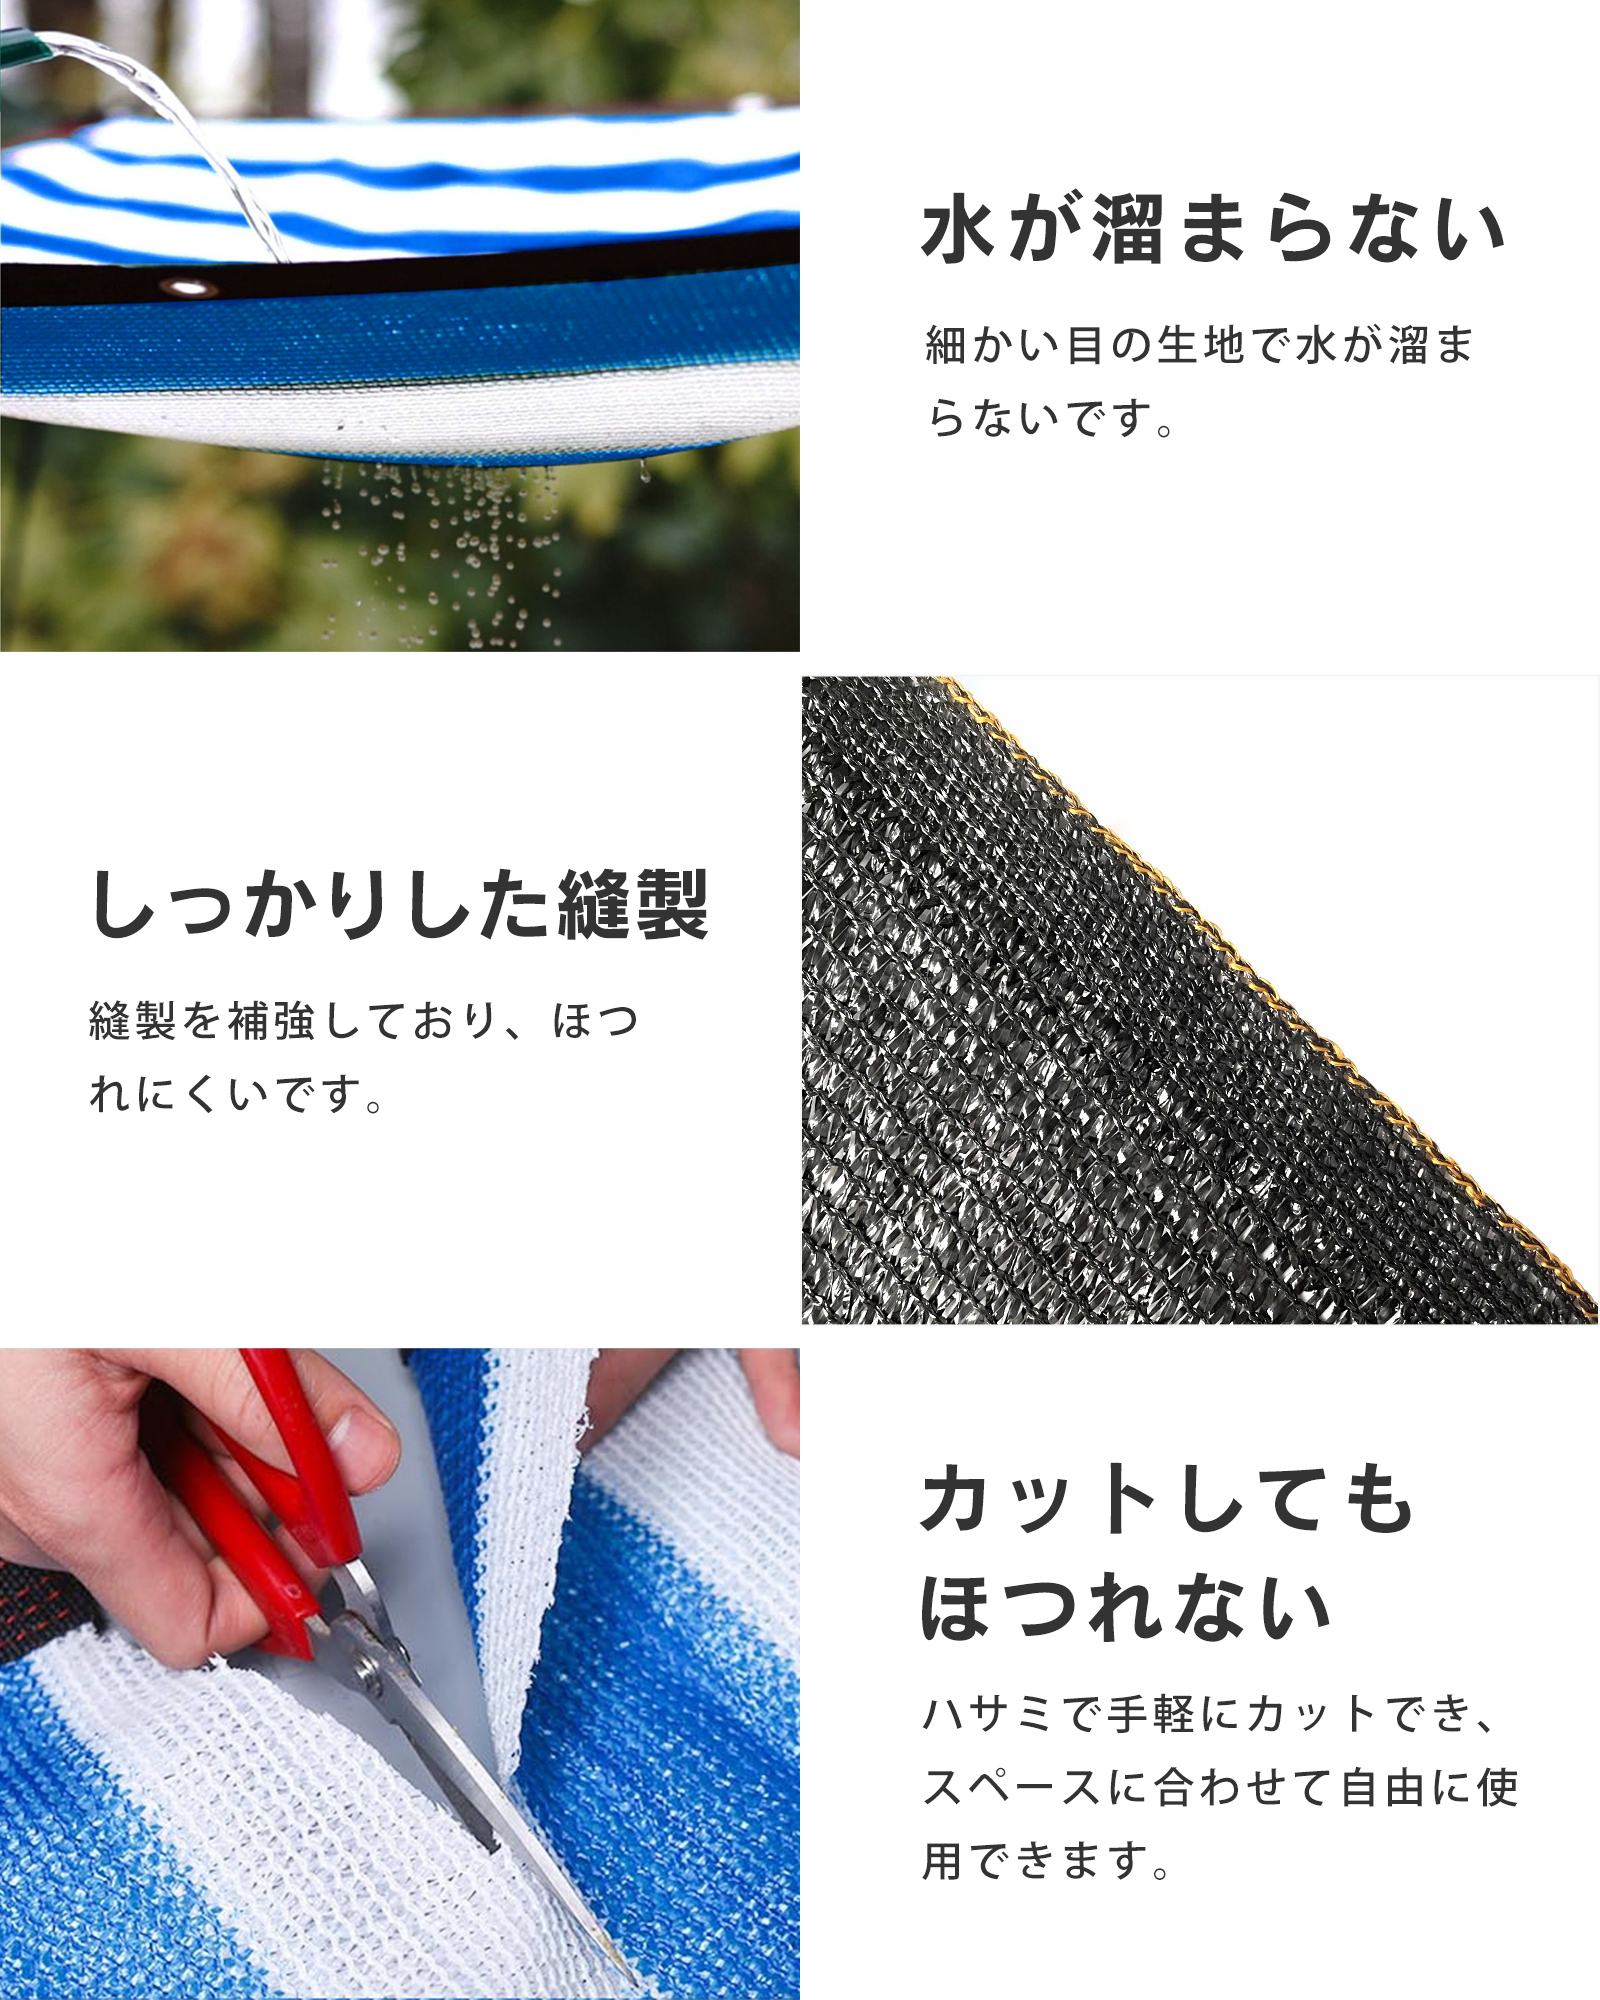 水が溜まらない
細かい目の生地で水が溜ま
らないです。
しっかりした縫製
縫製を補強しており、ほつ
れにくいです。
カットしても
ほつれない
ハサミで手軽にカットでき、
スペースに合わせて自由に使
用できます。